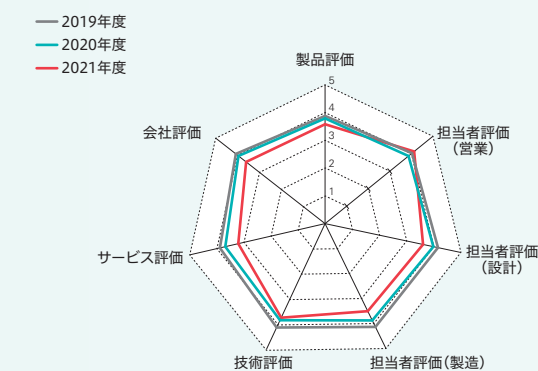 2019年度
2020年度
2021年度
製品評価
5
4
3
2
1
会社評価
担当者評価
（営業）
サービス評価
担当者評価
（設計）
技術評価
担当者評価（製造）